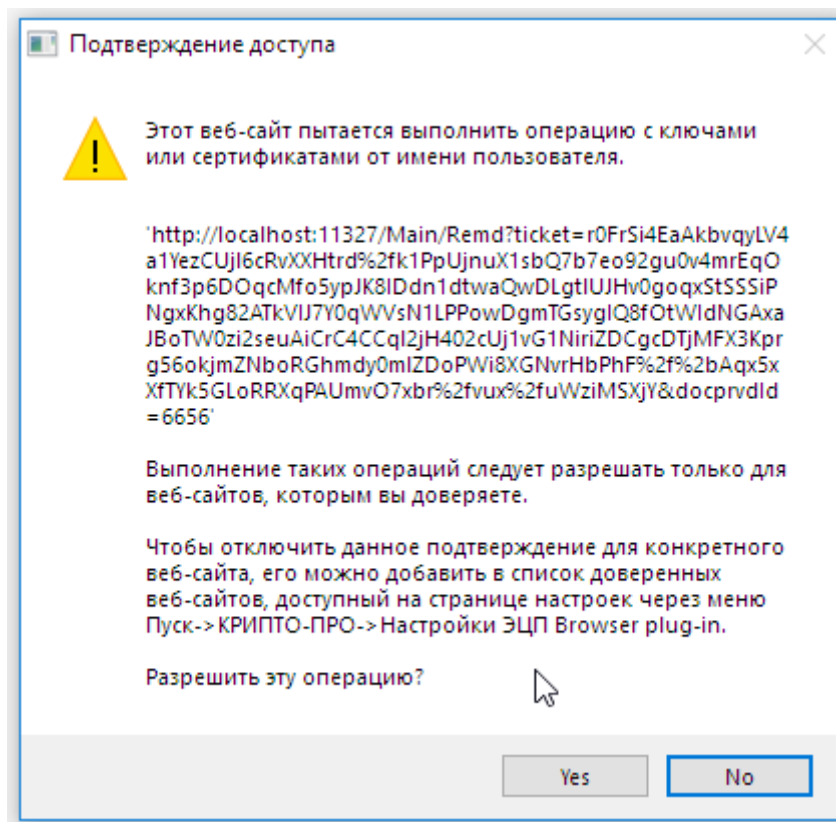 Подтверждение доступа
Этот веб-сайт пытается выполнить операцию с ключами
или сертификатами от имени пользователя.
'http://localhost:11327/Main/Remd?ticket=r0FrSi4EaAkbvqyLV4
a1YezCUjl6cRvXXHtrd%2fk1PpUjnuX1sbQ7b7eo92gu0v4mrEqO
knf3p6DOqcMfo5ypJK8IDdn1dtwaQwDLgtIUJHv0goqxStSSSiP
NgxKhg82ATkVIJ7Y0qWVsN1LPPowDgmTGsyglQ8fOtWIdNGAxa
JBoTW0zi2seuAiCrC4CCqI2jH402cUj1vG1NiriZDCgcDTjMFX3Kpr
g56okjmZNboRGhmdy0mIZDoPWi8XGNvrHbPhF%2f%2bAqx5x
XfTYk5GLoRRXqPAUmvO7xbr%2fvux%2fuWziMSXjY&docprvdId
=6656'
Выполнение таких операций следует разрешать только для
веб-сайтов, которым вы доверяете.
Чтобы отключить данное подтверждение для конкретного
веб-сайта, его можно добавить в список доверенных
веб-сайтов, доступный на странице настроек через меню
Пуск->КРИПТО-ПРО->Настройки ЭЦП Browser plug-in.
Разрешить эту операцию?
Yes
No